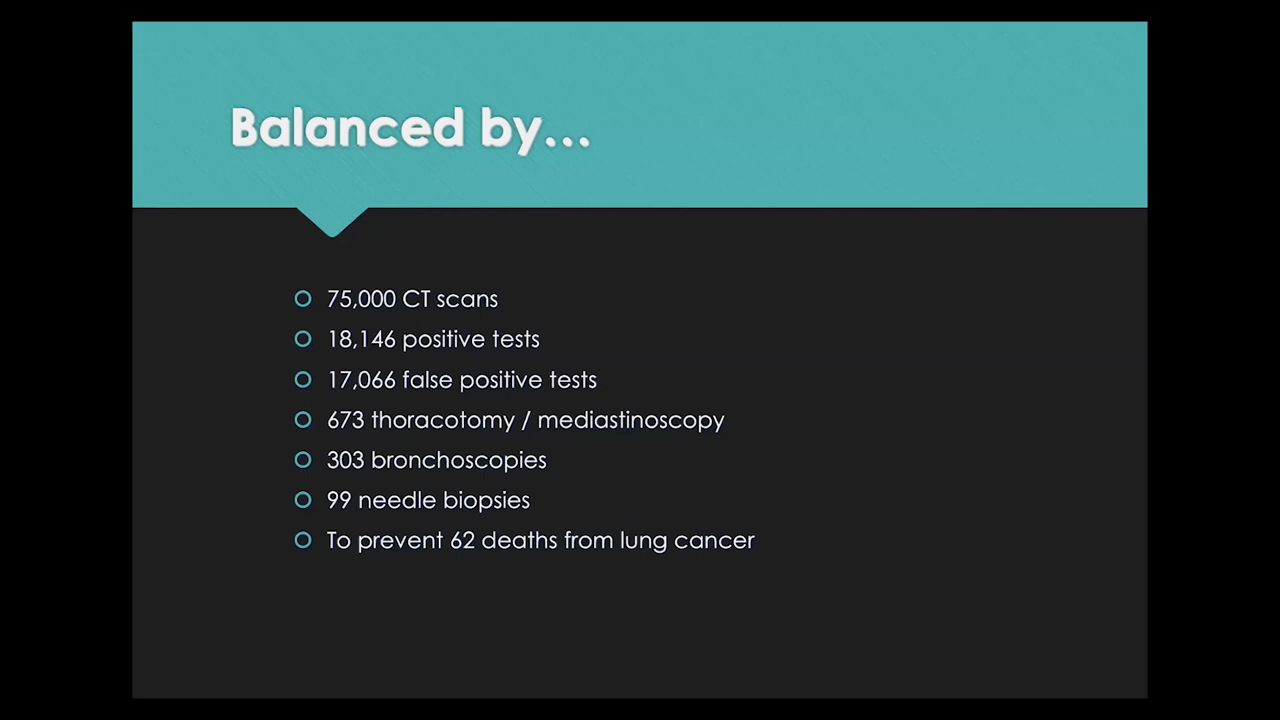 Balanced by...
75,000 CT scans
18,146 positive tests
17,066 false positive tests
673 thoracotomy / mediastinoscopy
303 bronchoscopies
99 needle biopsies
To prevent 62 deaths from lung cancer